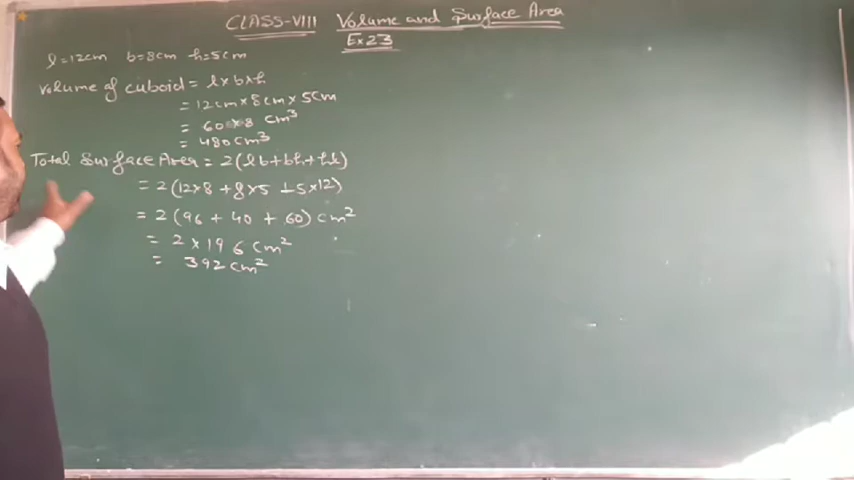 CLASS-VIII Volume and Surface Area
Ex 23
l=12cm b=8cm h=5cm
volume of cuboid = l×b×h
= 12cm × 8cm × 5cm
= 60 × 8 cm³
= 480 cm³
Total Surface Area = 2(lb+bh+hl)
= 2(12×8 + 8×5 + 5×12)
= 2(96 + 40 + 60) cm²
= 2 × 196 cm²
= 392 cm²